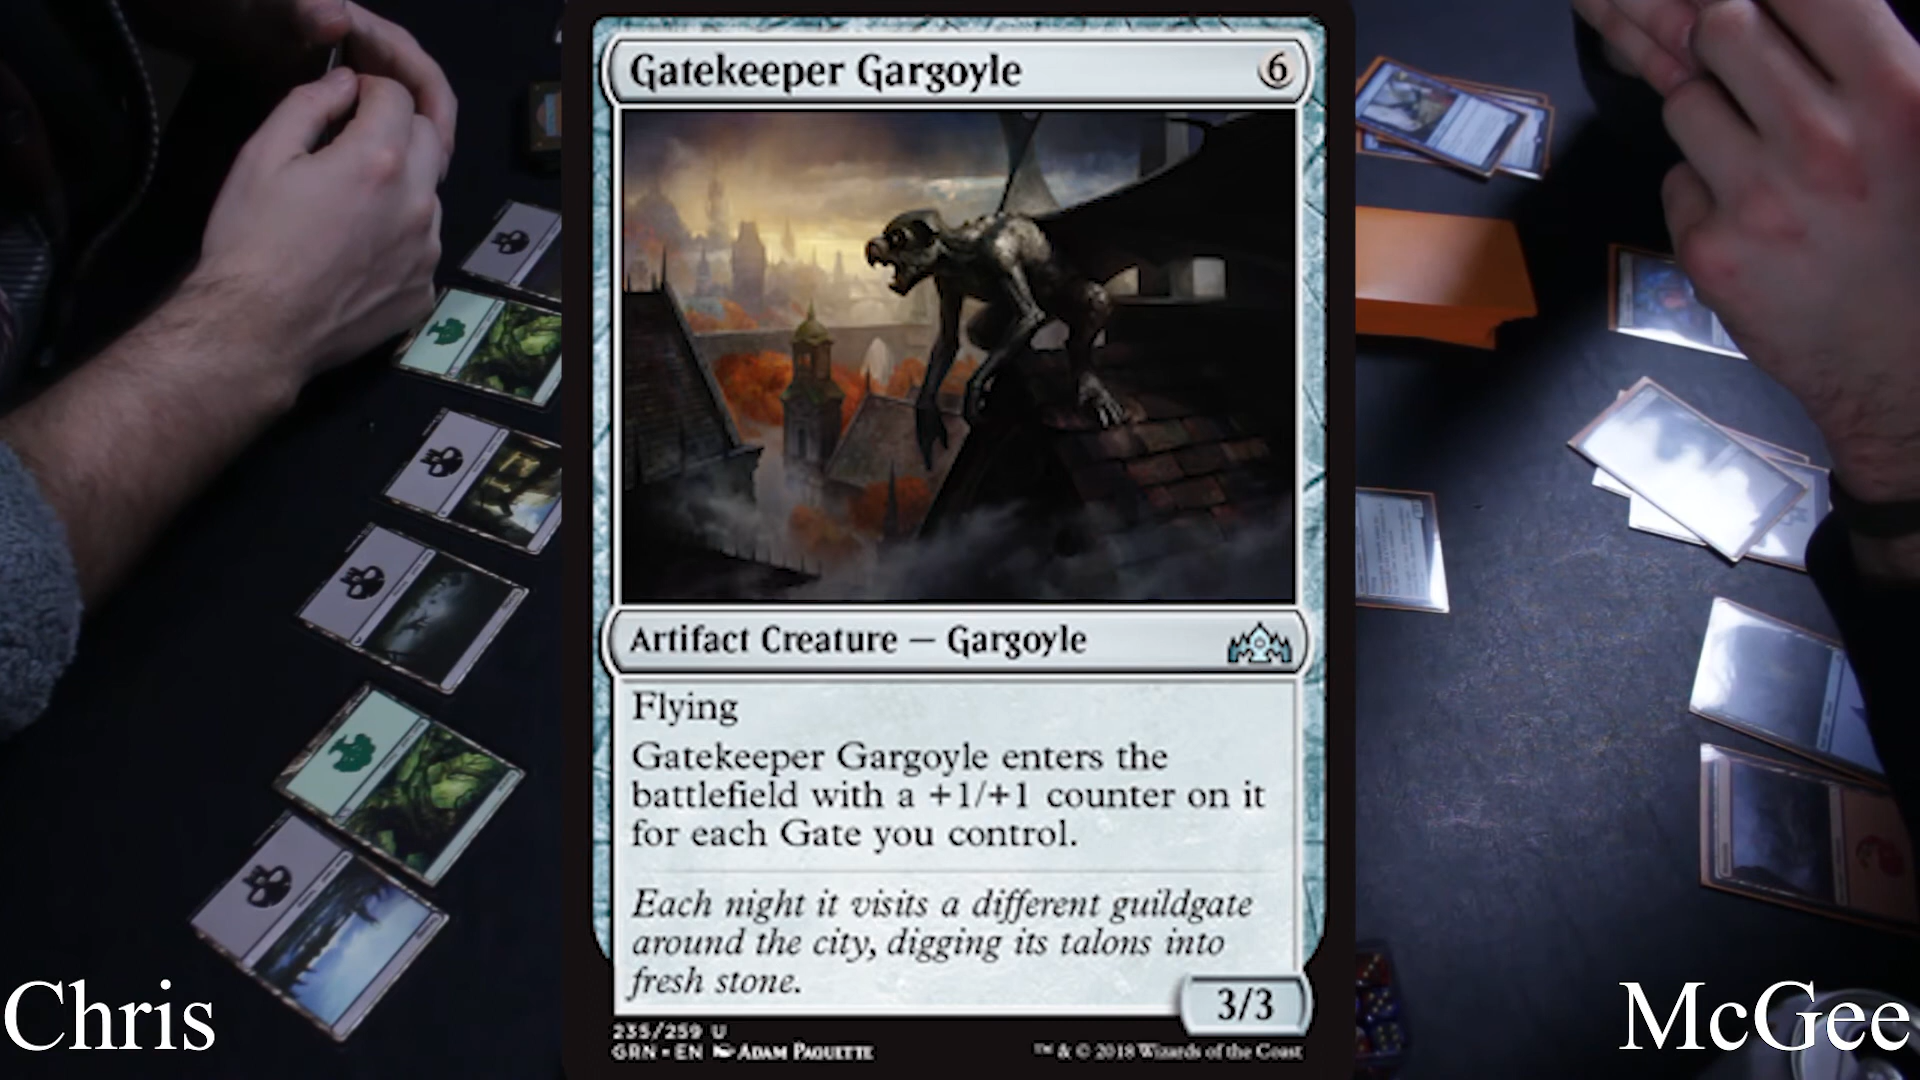 Gatekeeper Gargoyle 6
Artifact Creature — Gargoyle
Flying
Gatekeeper Gargoyle enters the
battlefield with a +1/+1 counter on it
for each Gate you control.
Each night it visits a different guildgate
around the city, digging its talons into
fresh stone.
3/3
235/259 U
GRN • EN Adam Paquette
™ & © 2018 Wizards of the Coast
Chris
McGee